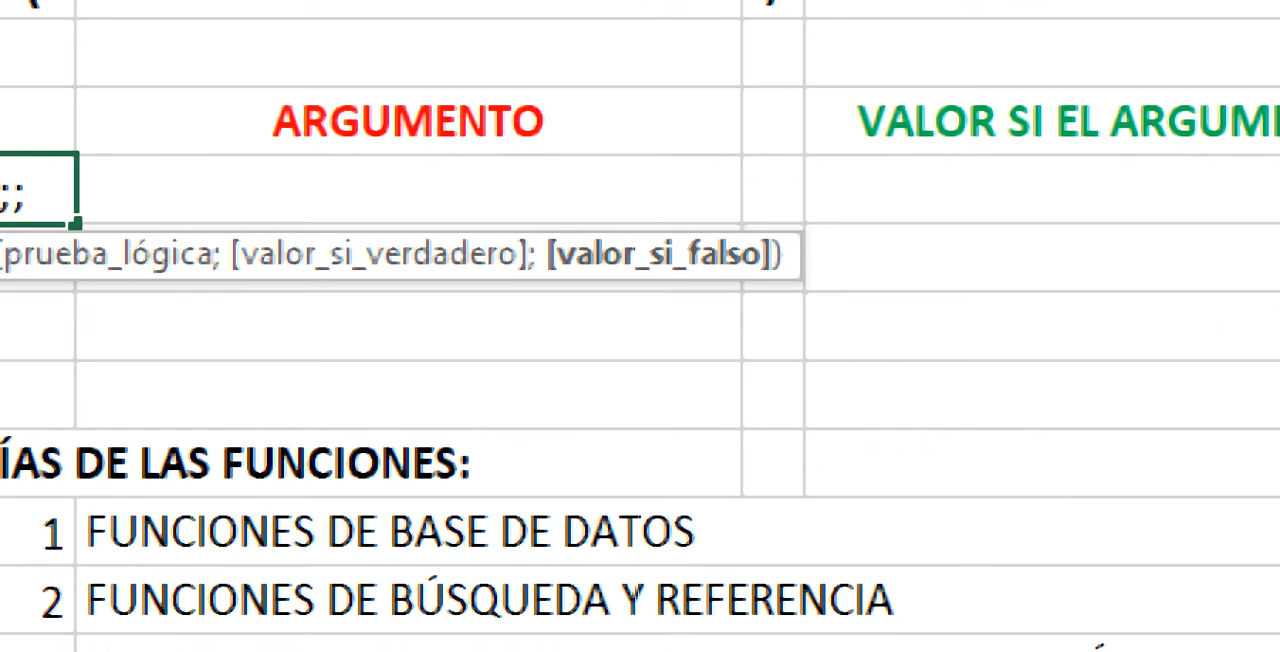 ARGUMENTO VALOR SI EL ARGUM
;;
(prueba_lógica; [valor_si_verdadero]; [valor_si_falso])
ÍAS DE LAS FUNCIONES:
1 FUNCIONES DE BASE DE DATOS
2 FUNCIONES DE BÚSQUEDA Y REFERENCIA